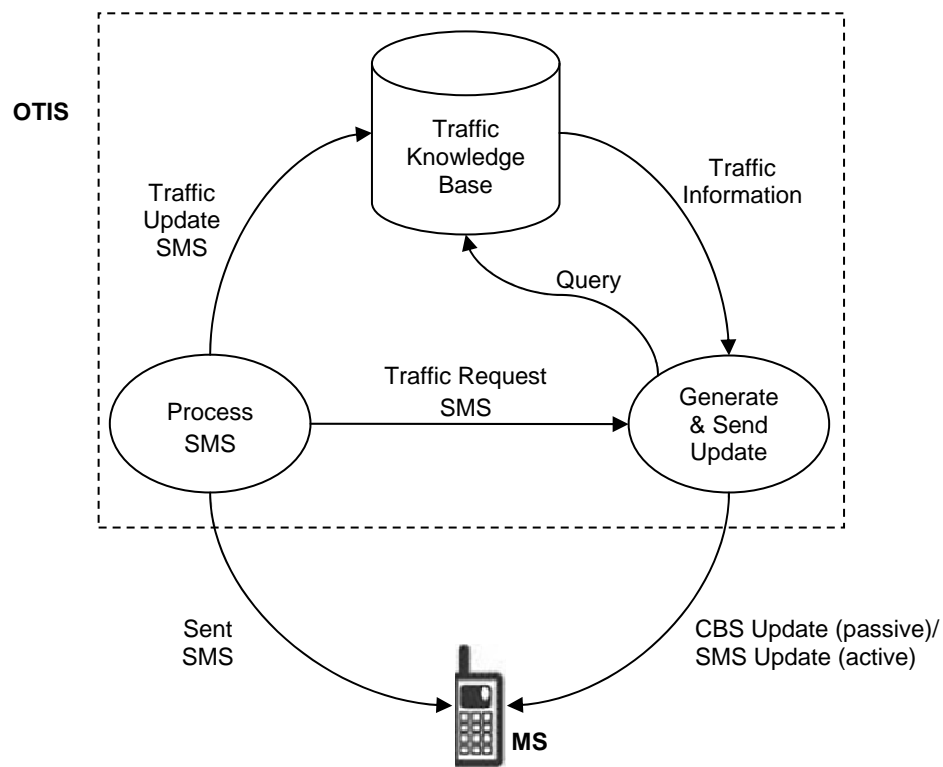 OTIS
Traffic
Knowledge
Base
Traffic
Update
SMS
Traffic
Information
Query
Traffic Request
SMS
Process
SMS
Generate
& Send
Update
Sent
SMS
CBS Update (passive)/
SMS Update (active)
MS